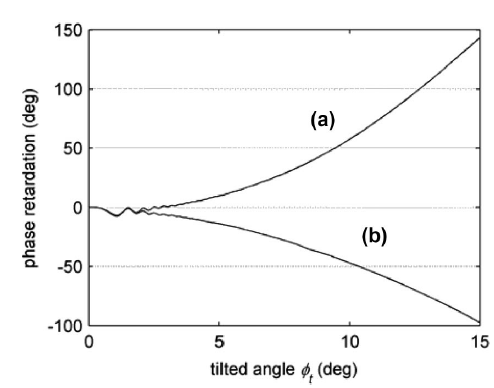 150
100
50
0
-50
-100
phase retardation (deg)
(a)
(b)
0
5
10
15
tilted angle ϕt (deg)